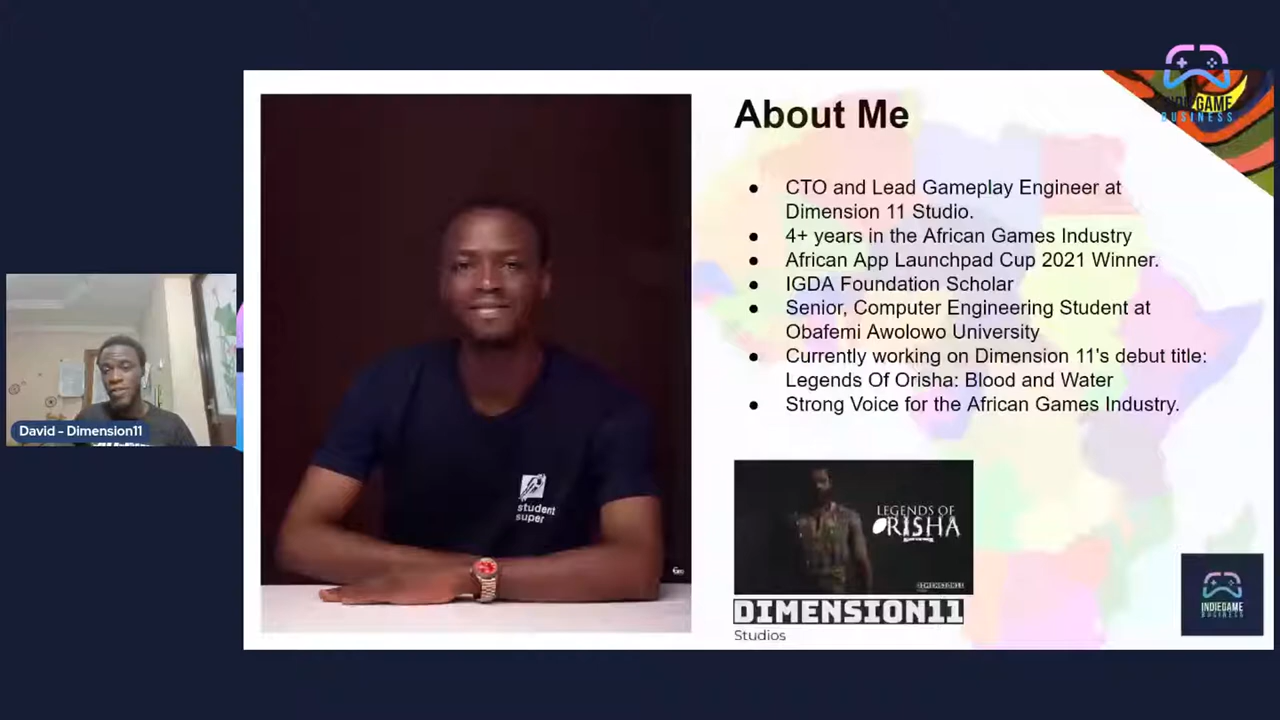 INDIEGAME
BUSINESS
About Me
● CTO and Lead Gameplay Engineer at
Dimension 11 Studio.
● 4+ years in the African Games Industry
● African App Launchpad Cup 2021 Winner.
● IGDA Foundation Scholar
● Senior, Computer Engineering Student at
Obafemi Awolowo University
● Currently working on Dimension 11's debut title:
Legends Of Orisha: Blood and Water
● Strong Voice for the African Games Industry.
student
super
David - Dimension11
LEGENDS OF
ORISHA
DIMENSION11
DIMENSION11
Studios
INDIEGAME
BUSINESS